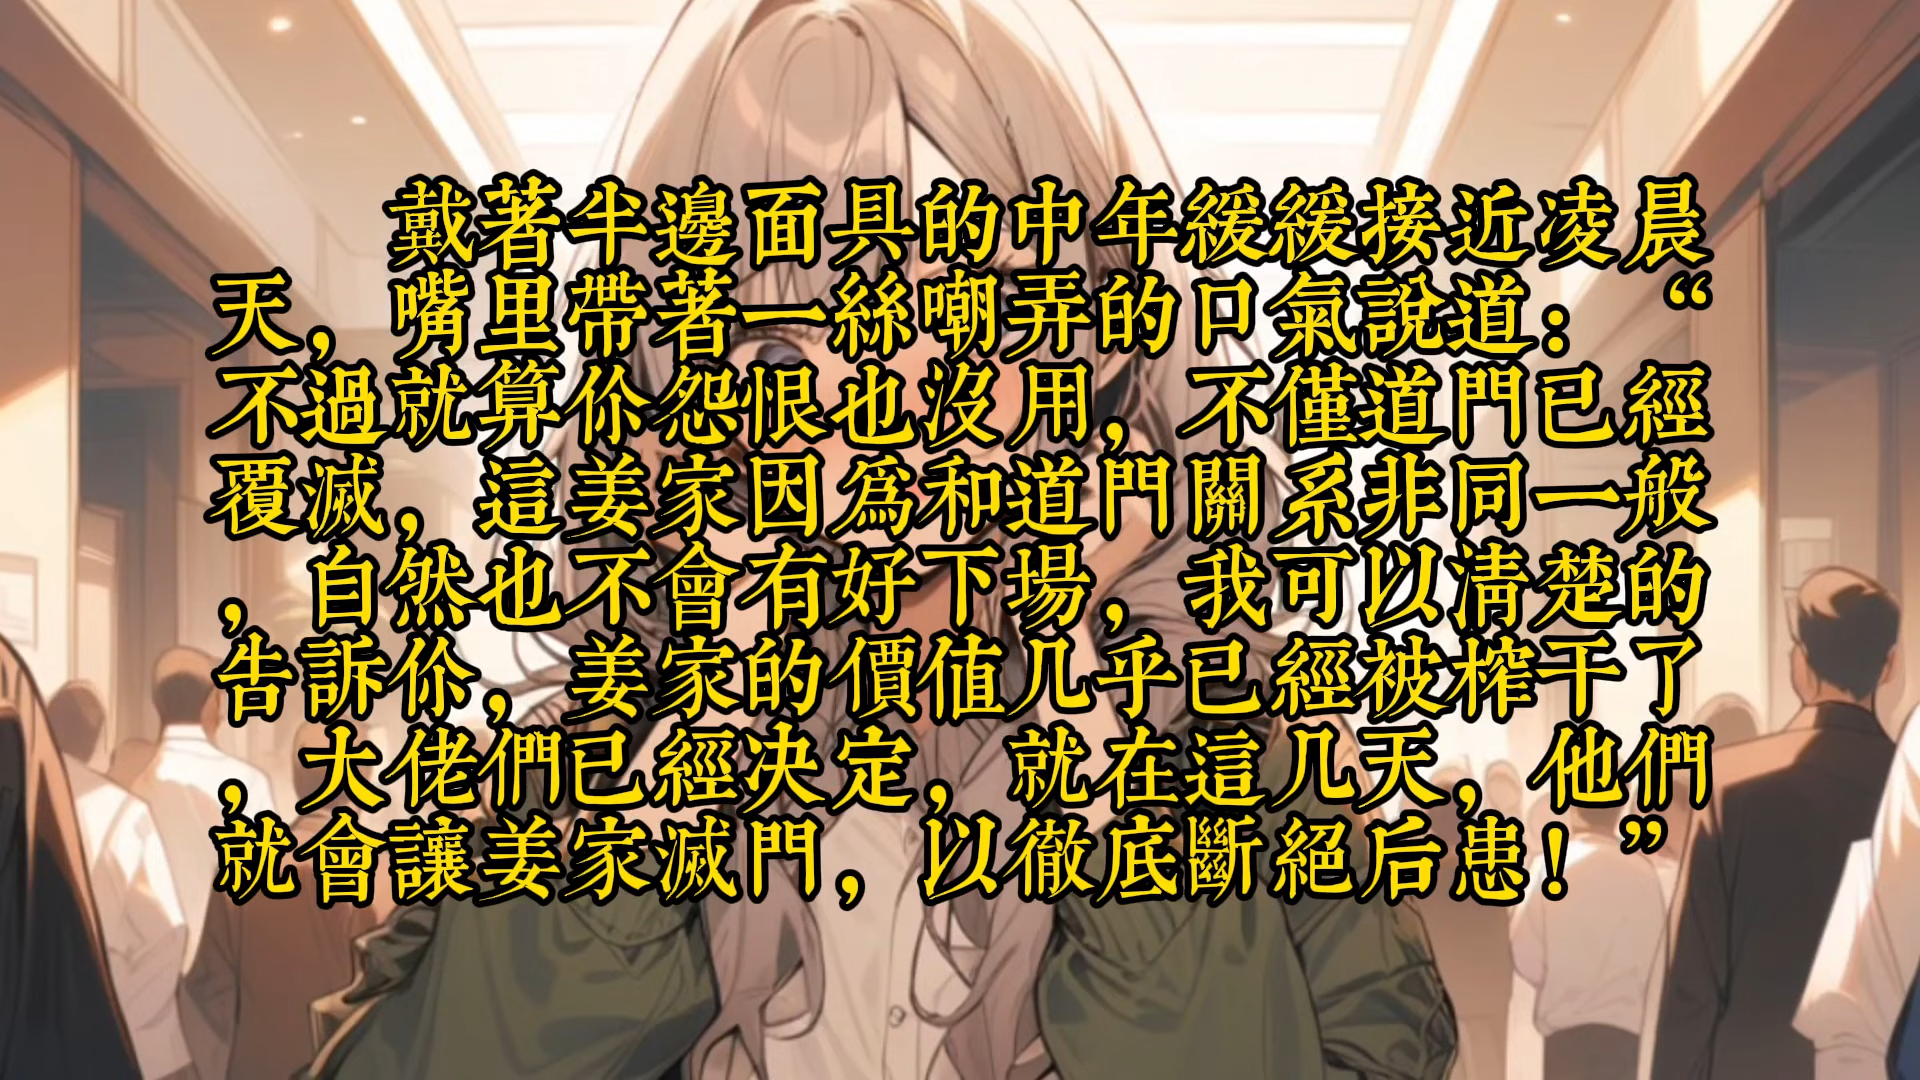 戴著半邊面具的中年緩緩接近凌晨
天，嘴里帶著一絲嘲弄的口氣說道：“
不過就算伱怨恨也沒用，不僅道門已經
覆滅，這姜家因爲和道門關系非同一般
，自然也不會有好下場，我可以清楚的
告訴伱，姜家的價值几乎已經被榨干了
，大佬們已經决定，就在這几天，他們
就會讓姜家滅門，以徹底斷絕后患！”